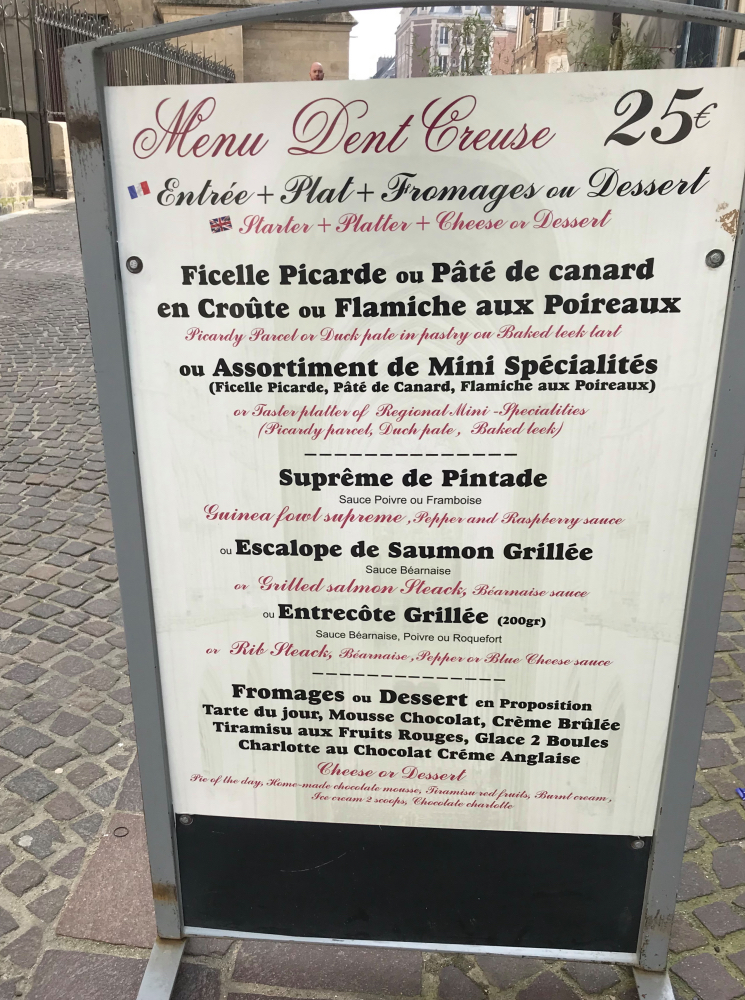 Menu Dent Creuse 25€
Entrée + Plat + Fromages ou Dessert
Starter + Platter + Cheese or Dessert
Ficelle Picarde ou Pâté de canard
en Croûte ou Flamiche aux Poireaux
Picardy Parcel or Duck pate in pastry ou Baked leek tart
ou Assortiment de Mini Spécialités
(Ficelle Picarde, Pâté de Canard, Flamiche aux Poireaux)
or Taster platter of Regional Mini -Specialities
(Picardy parcel, Duch pate , Baked leek)
Suprême de Pintade
Sauce Poivre ou Framboise
Guinea fowl supreme , Pepper and Raspberry sauce
ou Escalope de Saumon Grillée
Sauce Béarnaise
or Grilled salmon Steack, Béarnaise sauce
ou Entrecôte Grillée (200gr)
Sauce Béarnaise, Poivre ou Roquefort
or Rib Steack, Béarnaise ,Pepper or Blue Cheese sauce
Fromages ou Dessert en Proposition
Tarte du jour, Mousse Chocolat, Crème Brûlée
Tiramisu aux Fruits Rouges, Glace 2 Boules
Charlotte au Chocolat Créme Anglaise
Cheese or Dessert
Pie of the day, Home-made chocolate mousse, Tiramisu red fruits, Burnt cream ,
Ice cream 2 scoops, Chocolate charlotte